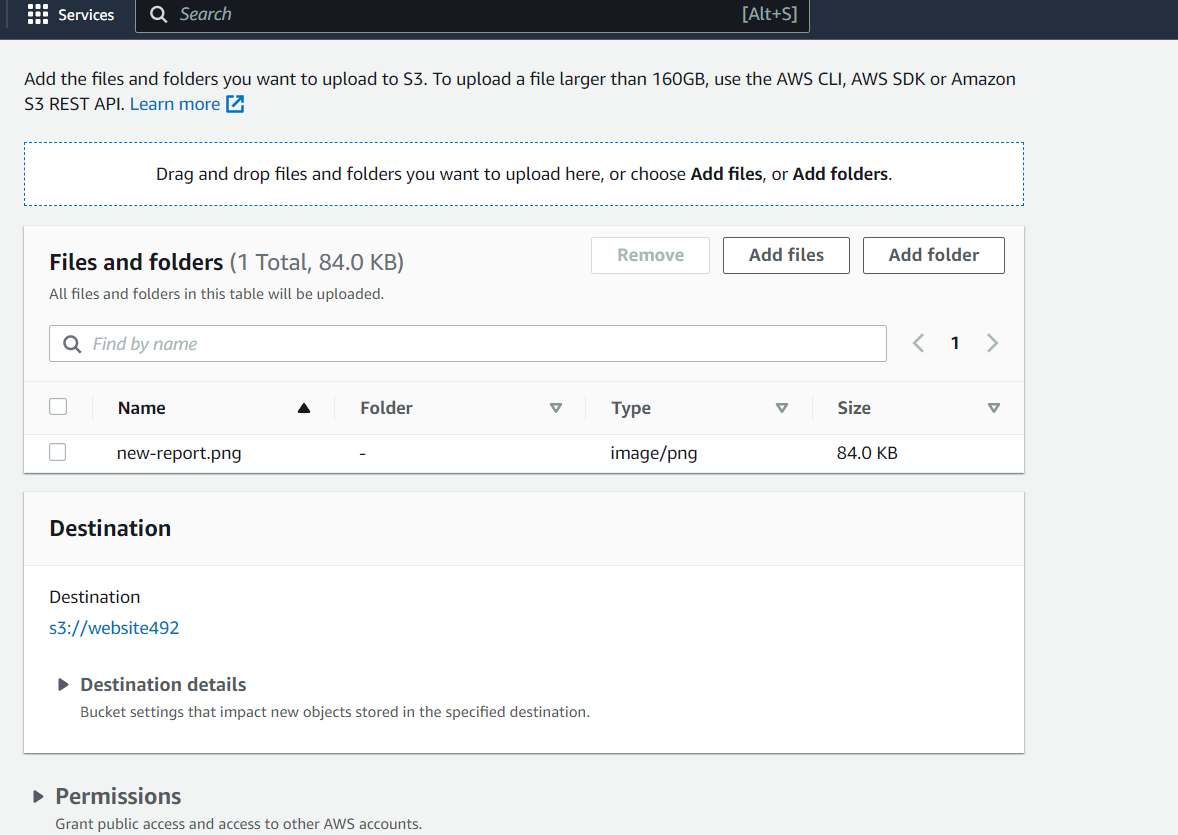 Services
Search
[Alt+S]
Add the files and folders you want to upload to S3. To upload a file larger than 160GB, use the AWS CLI, AWS SDK or Amazon
S3 REST API. Learn more
Drag and drop files and folders you want to upload here, or choose Add files, or Add folders.
Files and folders (1 Total, 84.0 KB)
Remove
Add files
Add folder
All files and folders in this table will be uploaded.
Find by name
1
Name
Folder
Type
Size
new-report.png
-
image/png
84.0 KB
Destination
Destination
s3://website492
Destination details
Bucket settings that impact new objects stored in the specified destination.
Permissions
Grant public access and access to other AWS accounts.